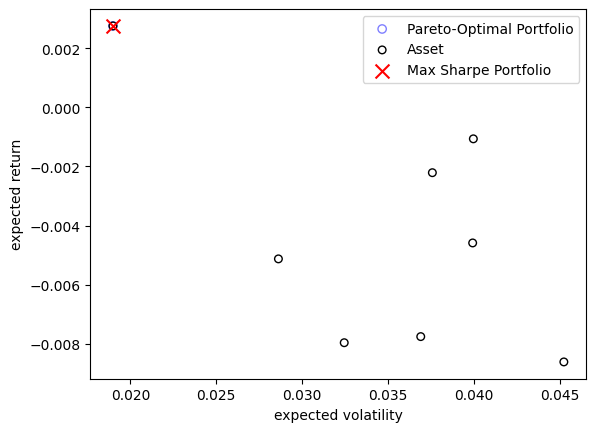 Pareto-Optimal Portfolio
Asset
Max Sharpe Portfolio
0.002
0.000
−0.002
−0.004
−0.006
−0.008
expected return
0.020 0.025 0.030 0.035 0.040 0.045
expected volatility